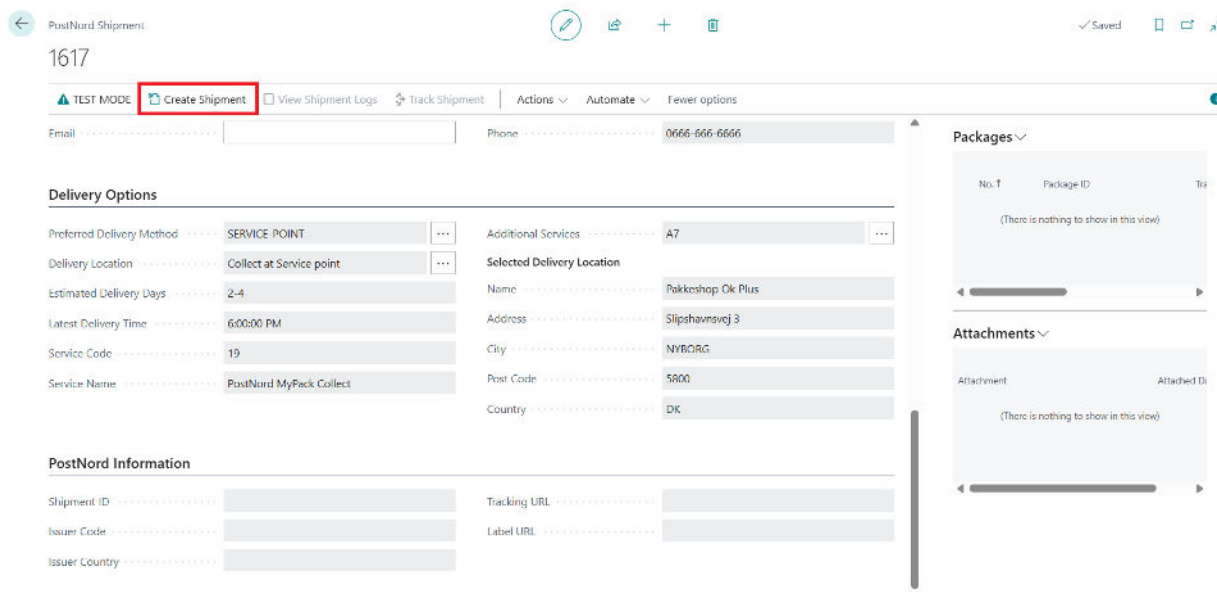 PostNord Shipment
Saved
1617
TEST MODE Create Shipment View Shipment Logs Track Shipment Actions Automate Fewer options
Email Phone 0666-666-6666
Delivery Options
Preferred Delivery Method SERVICE-POINT Additional Services A7
Delivery Location Collect at Service point Selected Delivery Location
Estimated Delivery Days 2-4 Name Pakkeshop Ok Plus
Latest Delivery Time 6:00:00 PM Address Slipshavnsvej 3
Service Code 19 City NYBORG
Service Name PostNord MyPack Collect Post Code 5800
Country DK
PostNord Information
Shipment ID Tracking URL
Issuer Code Label URL
Issuer Country
Packages
No. Package ID
(There is nothing to show in this view)
Attachments
Attachment Attached
(There is nothing to show in this view)